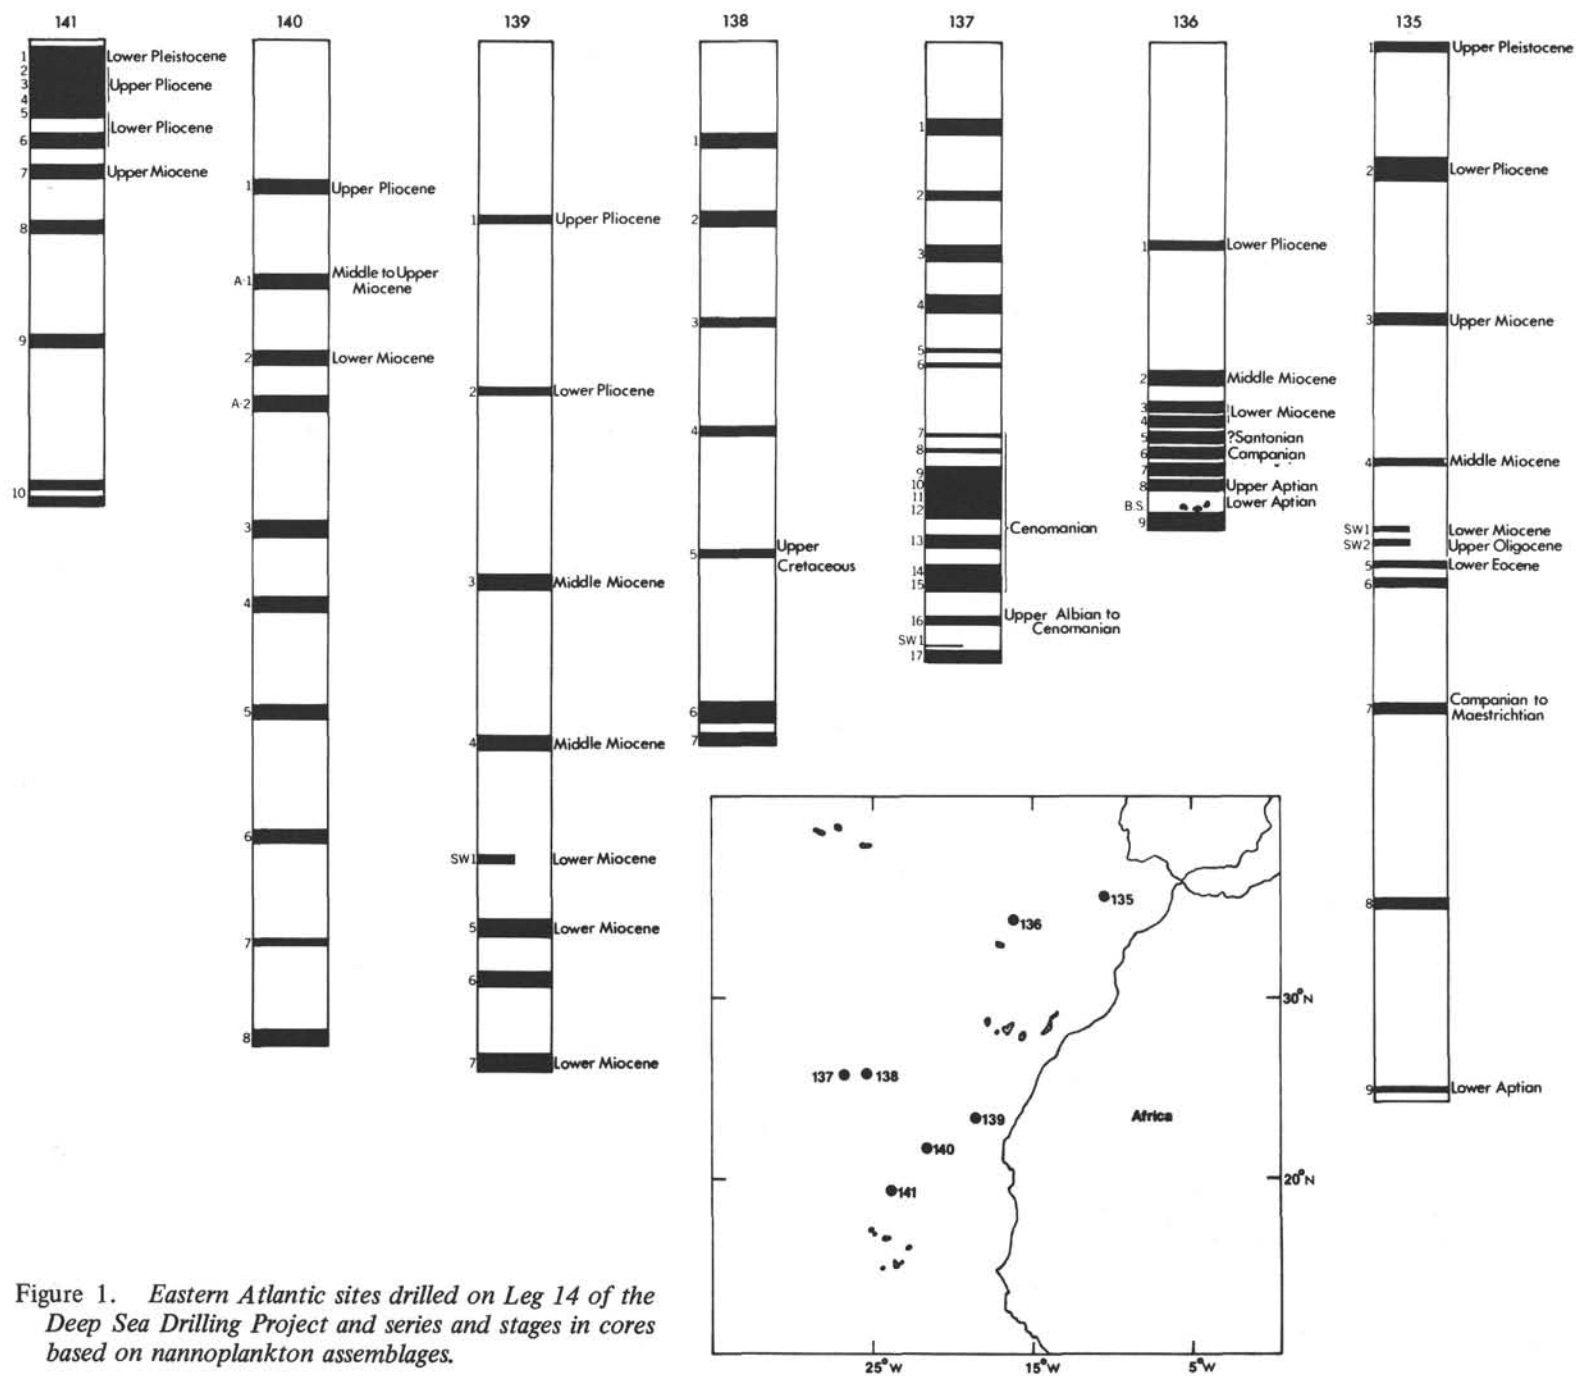 141
1
2
3
4
5
6
7
8
9
10
Lower Pleistocene
Upper Pliocene
Lower Pliocene
Upper Miocene
140
1
A-1
2
A-2
3
4
5
6
7
8
Upper Pliocene
Middle to Upper
Miocene
Lower Miocene
139
1
2
3
4
SW1
5
6
7
Upper Pliocene
Lower Pliocene
Middle Miocene
Middle Miocene
Lower Miocene
Lower Miocene
Lower Miocene
138
1
2
3
4
5
6
7
Upper
Cretaceous
137
1
2
3
4
5
6
7
8
9
10
11
12
13
14
15
16
SW1
17
Cenomanian
Upper Albian to
Cenomanian
136
1
2
3
4
5
6
7
8
B.S.
9
Lower Pliocene
Middle Miocene
Lower Miocene
?Santonian
Campanian
Upper Aptian
Lower Aptian
135
1
2
3
4
SW1
SW2
5
6
7
8
9
Upper Pleistocene
Lower Pliocene
Upper Miocene
Middle Miocene
Lower Miocene
Upper Oligocene
Lower Eocene
Campanian to
Maestrichtian
Lower Aptian
135
136
137
138
139
140
141
Africa
30°N
20°N
25°W
15°W
5°W
Figure 1. Eastern Atlantic sites drilled on Leg 14 of the
Deep Sea Drilling Project and series and stages in cores
based on nannoplankton assemblages.